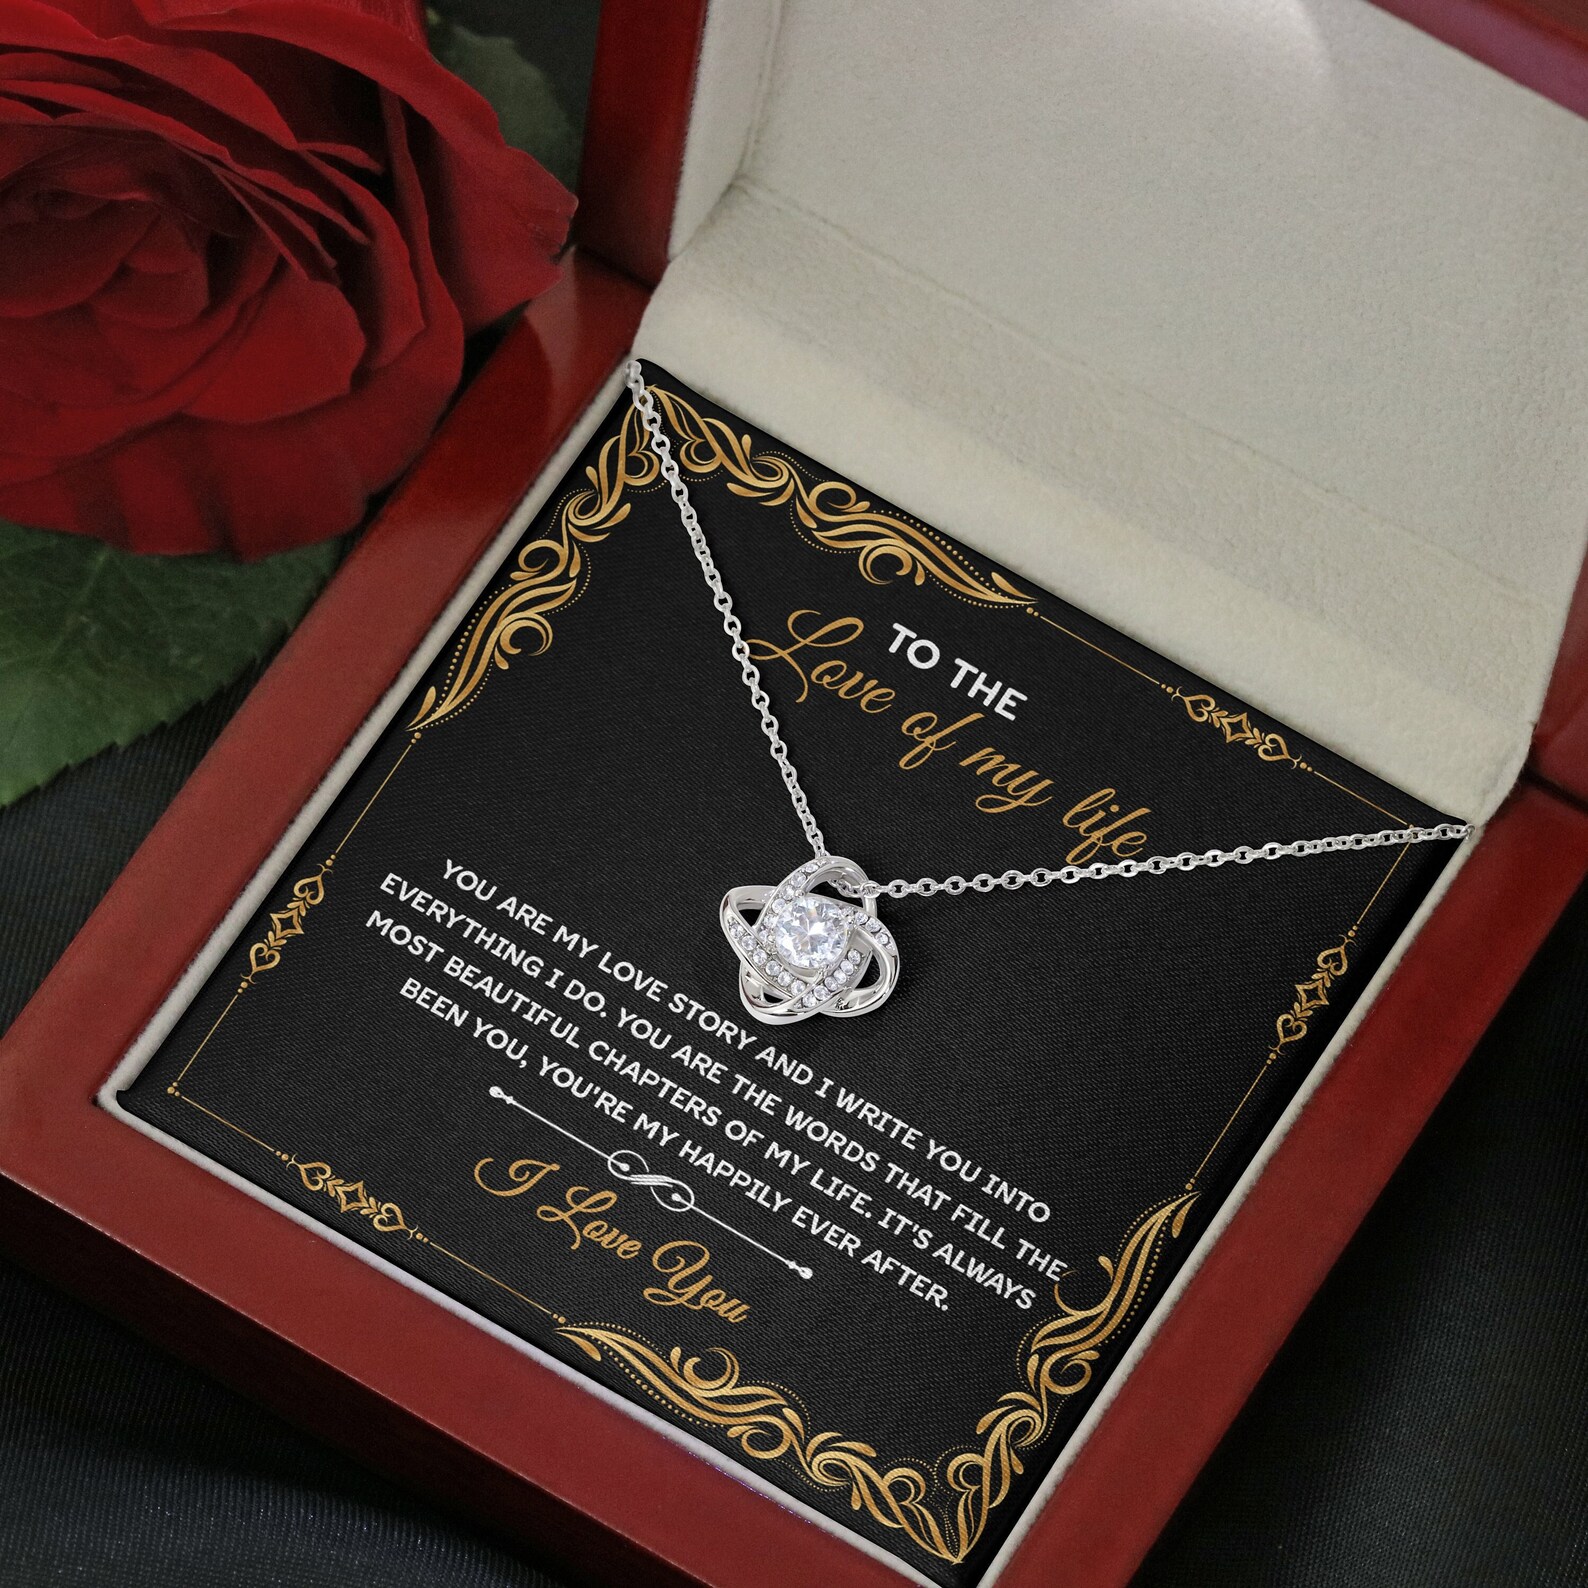 TO THE
Love of my life
YOU ARE MY LOVE STORY AND I WRITE YOU INTO
EVERYTHING I DO. YOU ARE THE WORDS THAT FILL THE
MOST BEAUTIFUL CHAPTERS OF MY LIFE. IT'S ALWAYS
BEEN YOU, YOU'RE MY HAPPILY EVER AFTER.
I Love You